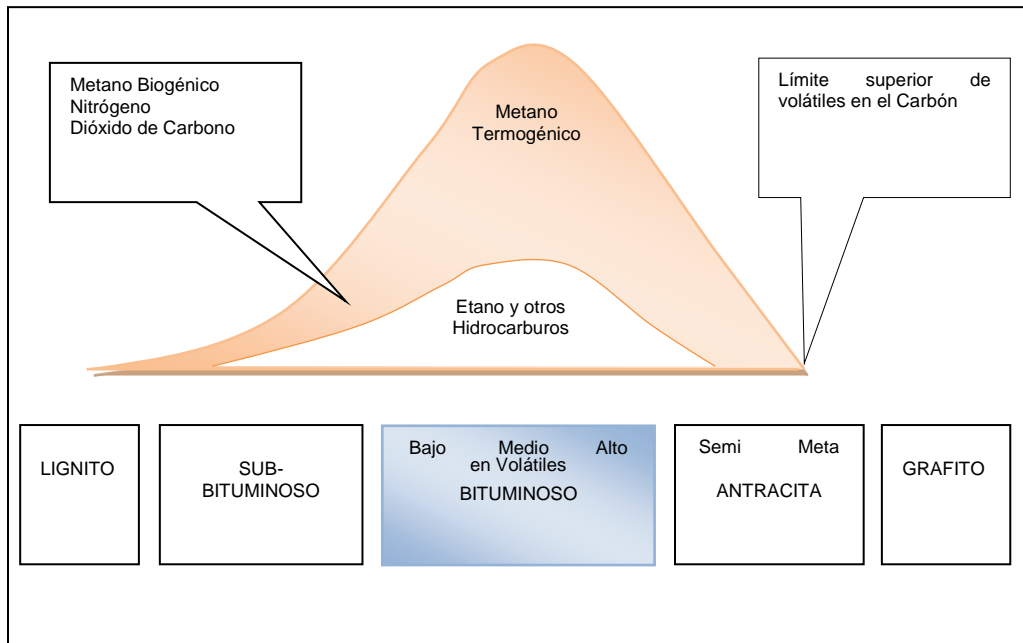 Metano Biogénico
Nitrógeno
Dióxido de Carbono
Metano
Termogénico
Límite superior de
volátiles en el Carbón
Etano y otros
Hidrocarburos
LIGNITO
SUB-
BITUMINOSO
Bajo Medio Alto
en Volátiles
BITUMINOSO
Semi Meta
ANTRACITA
GRAFITO